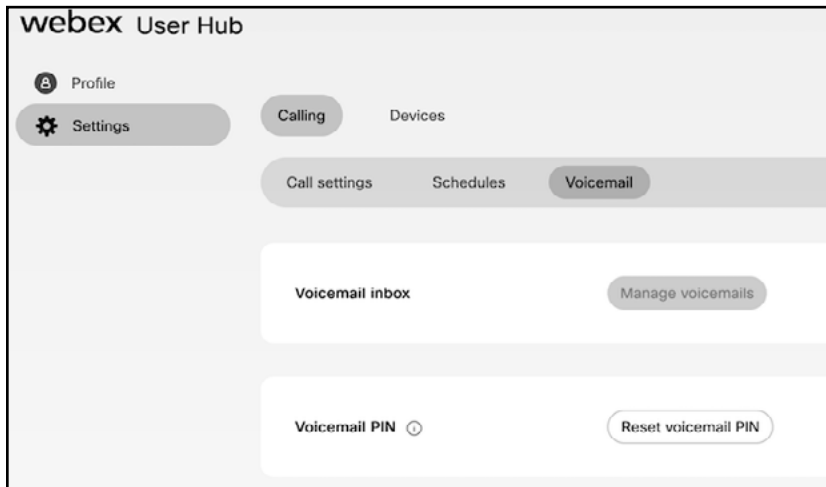 webex User Hub
Profile
Settings
Calling Devices
Call settings Schedules Voicemail
Voicemail inbox Manage voicemails
Voicemail PIN Reset voicemail PIN